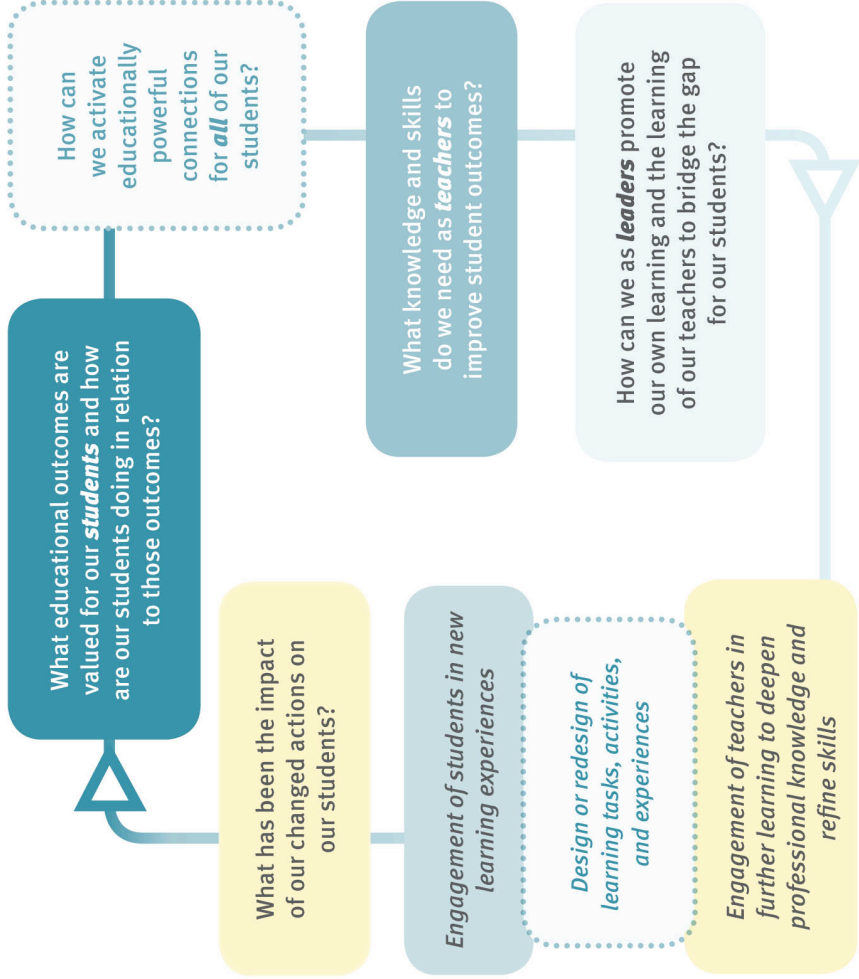 What educational outcomes are
valued for our students and how
are our students doing in relation
to those outcomes?
How can
we activate
educationally
powerful
connections
for all of our
students?
What knowledge and skills
do we need as teachers to
improve student outcomes?
How can we as leaders promote
our own learning and the learning
of our teachers to bridge the gap
for our students?
Engagement of teachers in
further learning to deepen
professional knowledge and
refine skills
Design or redesign of
learning tasks, activities,
and experiences
Engagement of students in new
learning experiences
What has been the impact
of our changed actions on
our students?